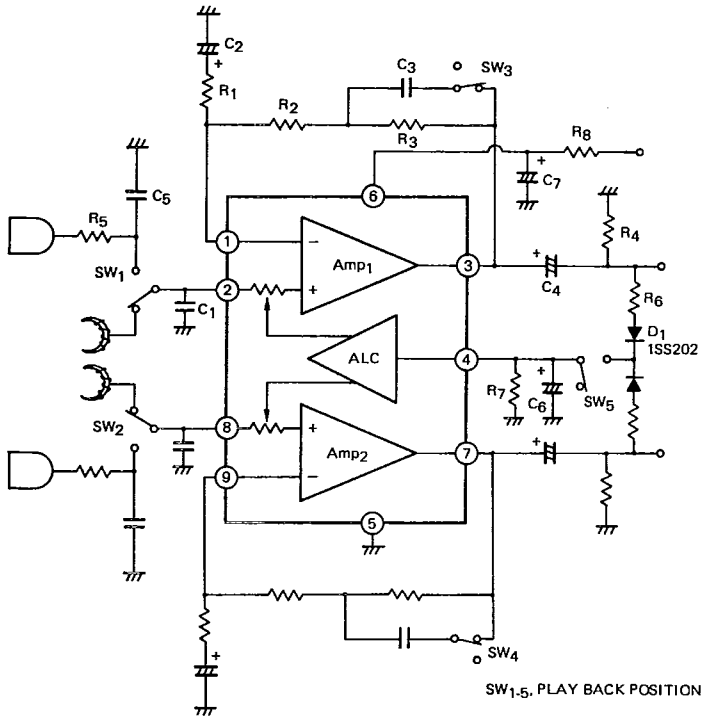 C2
+
R1
R2
C3
SW3
R3
R8
+
C7
6
C5
R5
SW1
1
−
Amp1
3
+
C4
R4
2
+
C1
R6
D1
1SS202
ALC
4
R7
+
C6
SW5
SW2
8
+
Amp2
7
+
9
−
5
+
SW4
SW1-5, PLAY BACK POSITION